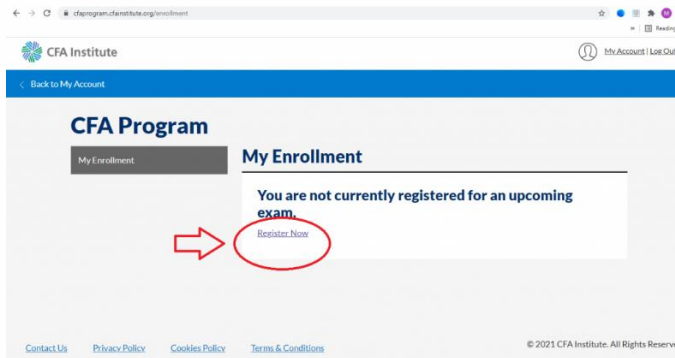 cfaprogram.cfainstitute.org/enrollment
M
» Reading
CFA Institute
My Account | Log Out
< Back to My Account
CFA Program
My Enrollment
My Enrollment
You are not currently registered for an upcoming
exam.
Register Now
Contact Us Privacy Policy Cookies Policy Terms & Conditions
© 2021 CFA Institute. All Rights Reserve